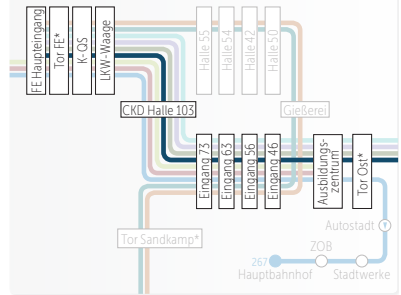 FE Haupteingang
Tor FE*
K-QS
LKW-Waage
Halle 55
Halle 54
Halle 42
Halle 50
CKD Halle 103
Gießerei
Eingang 73
Eingang 63
Eingang 56
Eingang 46
Ausbildungs-
zentrum
Tor Ost*
Tor Sandkamp*
Autostadt
ZOB
267
Hauptbahnhof
Stadtwerke